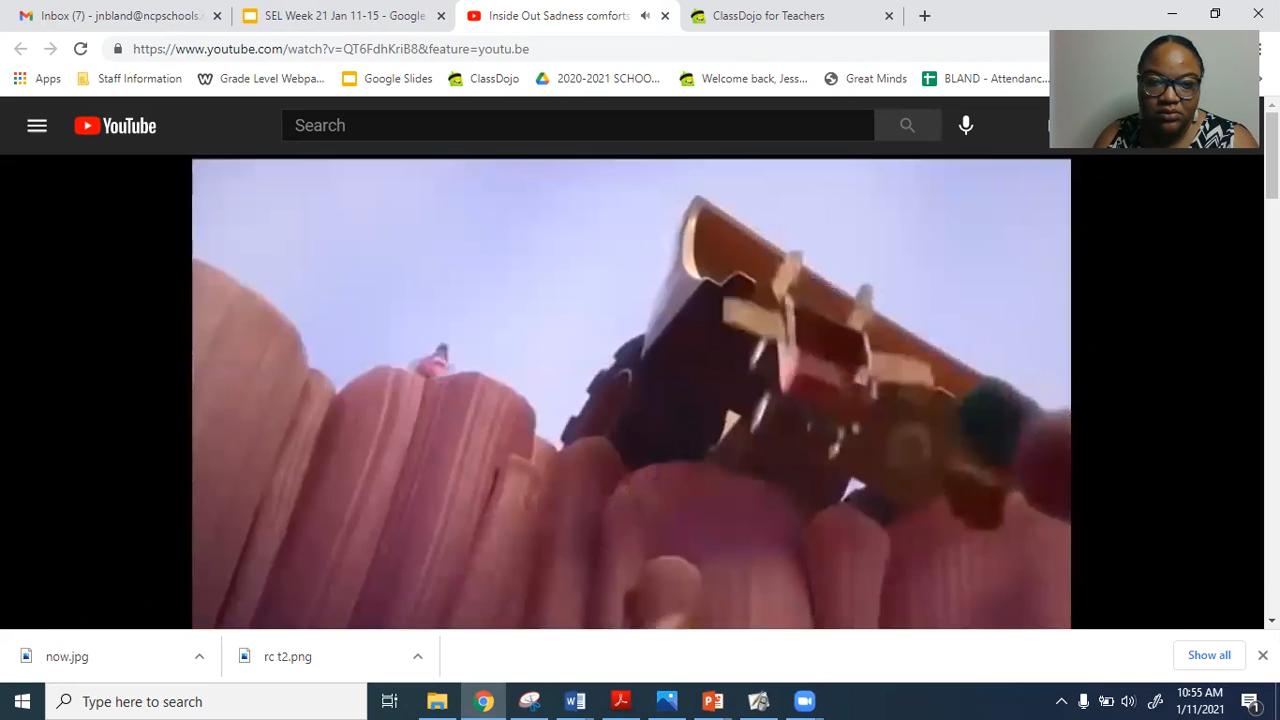 Inbox (7) - jnbland@ncpschools.
SEL Week 21 Jan 11-15 - Google
Inside Out Sadness comforts
ClassDojo for Teachers
https://www.youtube.com/watch?v=QT6FdhKriB8&feature=youtu.be
Apps
Staff Information
Grade Level Webpa...
Google Slides
ClassDojo
2020-2021 SCHOO...
Welcome back, Jess...
Great Minds
BLAND - Attendanc...
YouTube
Search
now.jpg
rc t2.png
Show all
Type here to search
10:55 AM
1/11/2021